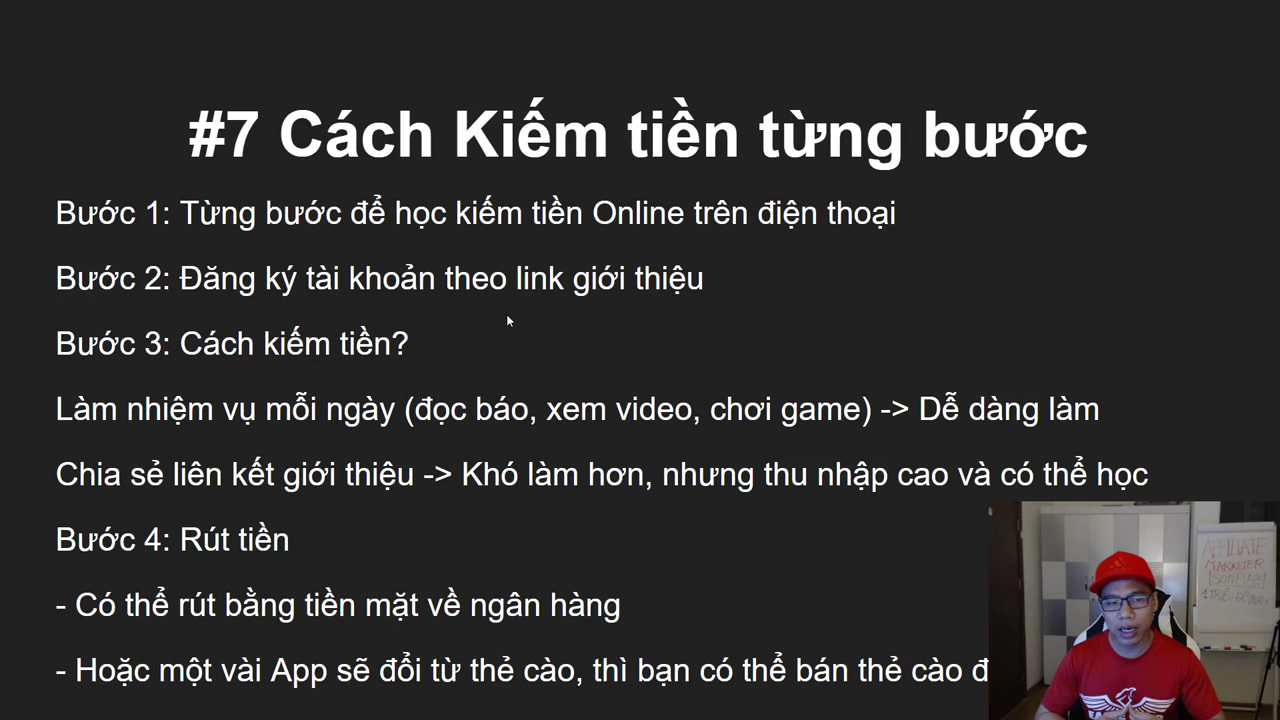 #7 Cách Kiếm tiền từng bước
Bước 1: Từng bước để học kiếm tiền Online trên điện thoại
Bước 2: Đăng ký tài khoản theo link giới thiệu
Bước 3: Cách kiếm tiền?
Làm nhiệm vụ mỗi ngày (đọc báo, xem video, chơi game) -> Dễ dàng làm
Chia sẻ liên kết giới thiệu -> Khó làm hơn, nhưng thu nhập cao và có thể học
Bước 4: Rút tiền
- Có thể rút bằng tiền mặt về ngân hàng
- Hoặc một vài App sẽ đổi từ thẻ cào, thì bạn có thể bán thẻ cào đ
AFFILIATE
MARKETER